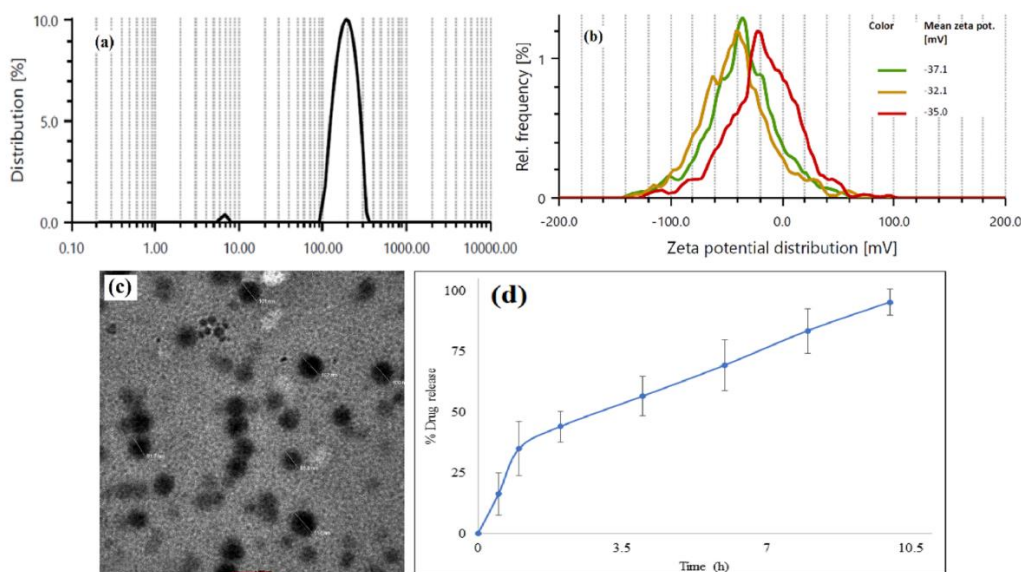 (a)
Distribution [%]
10.0
5.0
0.0
0.10 1.00 10.00 100.00 1000.00 10000.00
(b)
Rel. frequency [%]
1
0
-200.0 -100.0 0.0 100.0 200.0
Zeta potential distribution [mV]
Color Mean zeta pot.
[mV]
-37.1
-32.1
-35.0
(c)
(d)
% Drug release
100
75
50
25
0
0 3.5 7 10.5
Time (h)